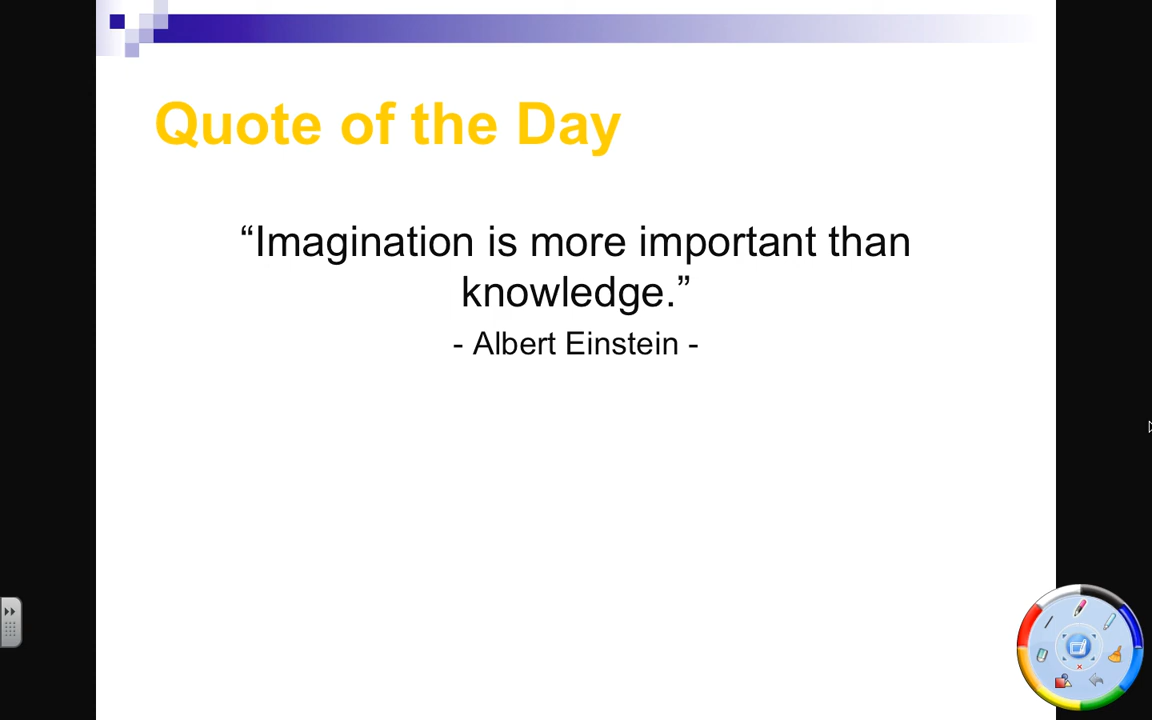 Quote of the Day
“Imagination is more important than
knowledge.”
- Albert Einstein -